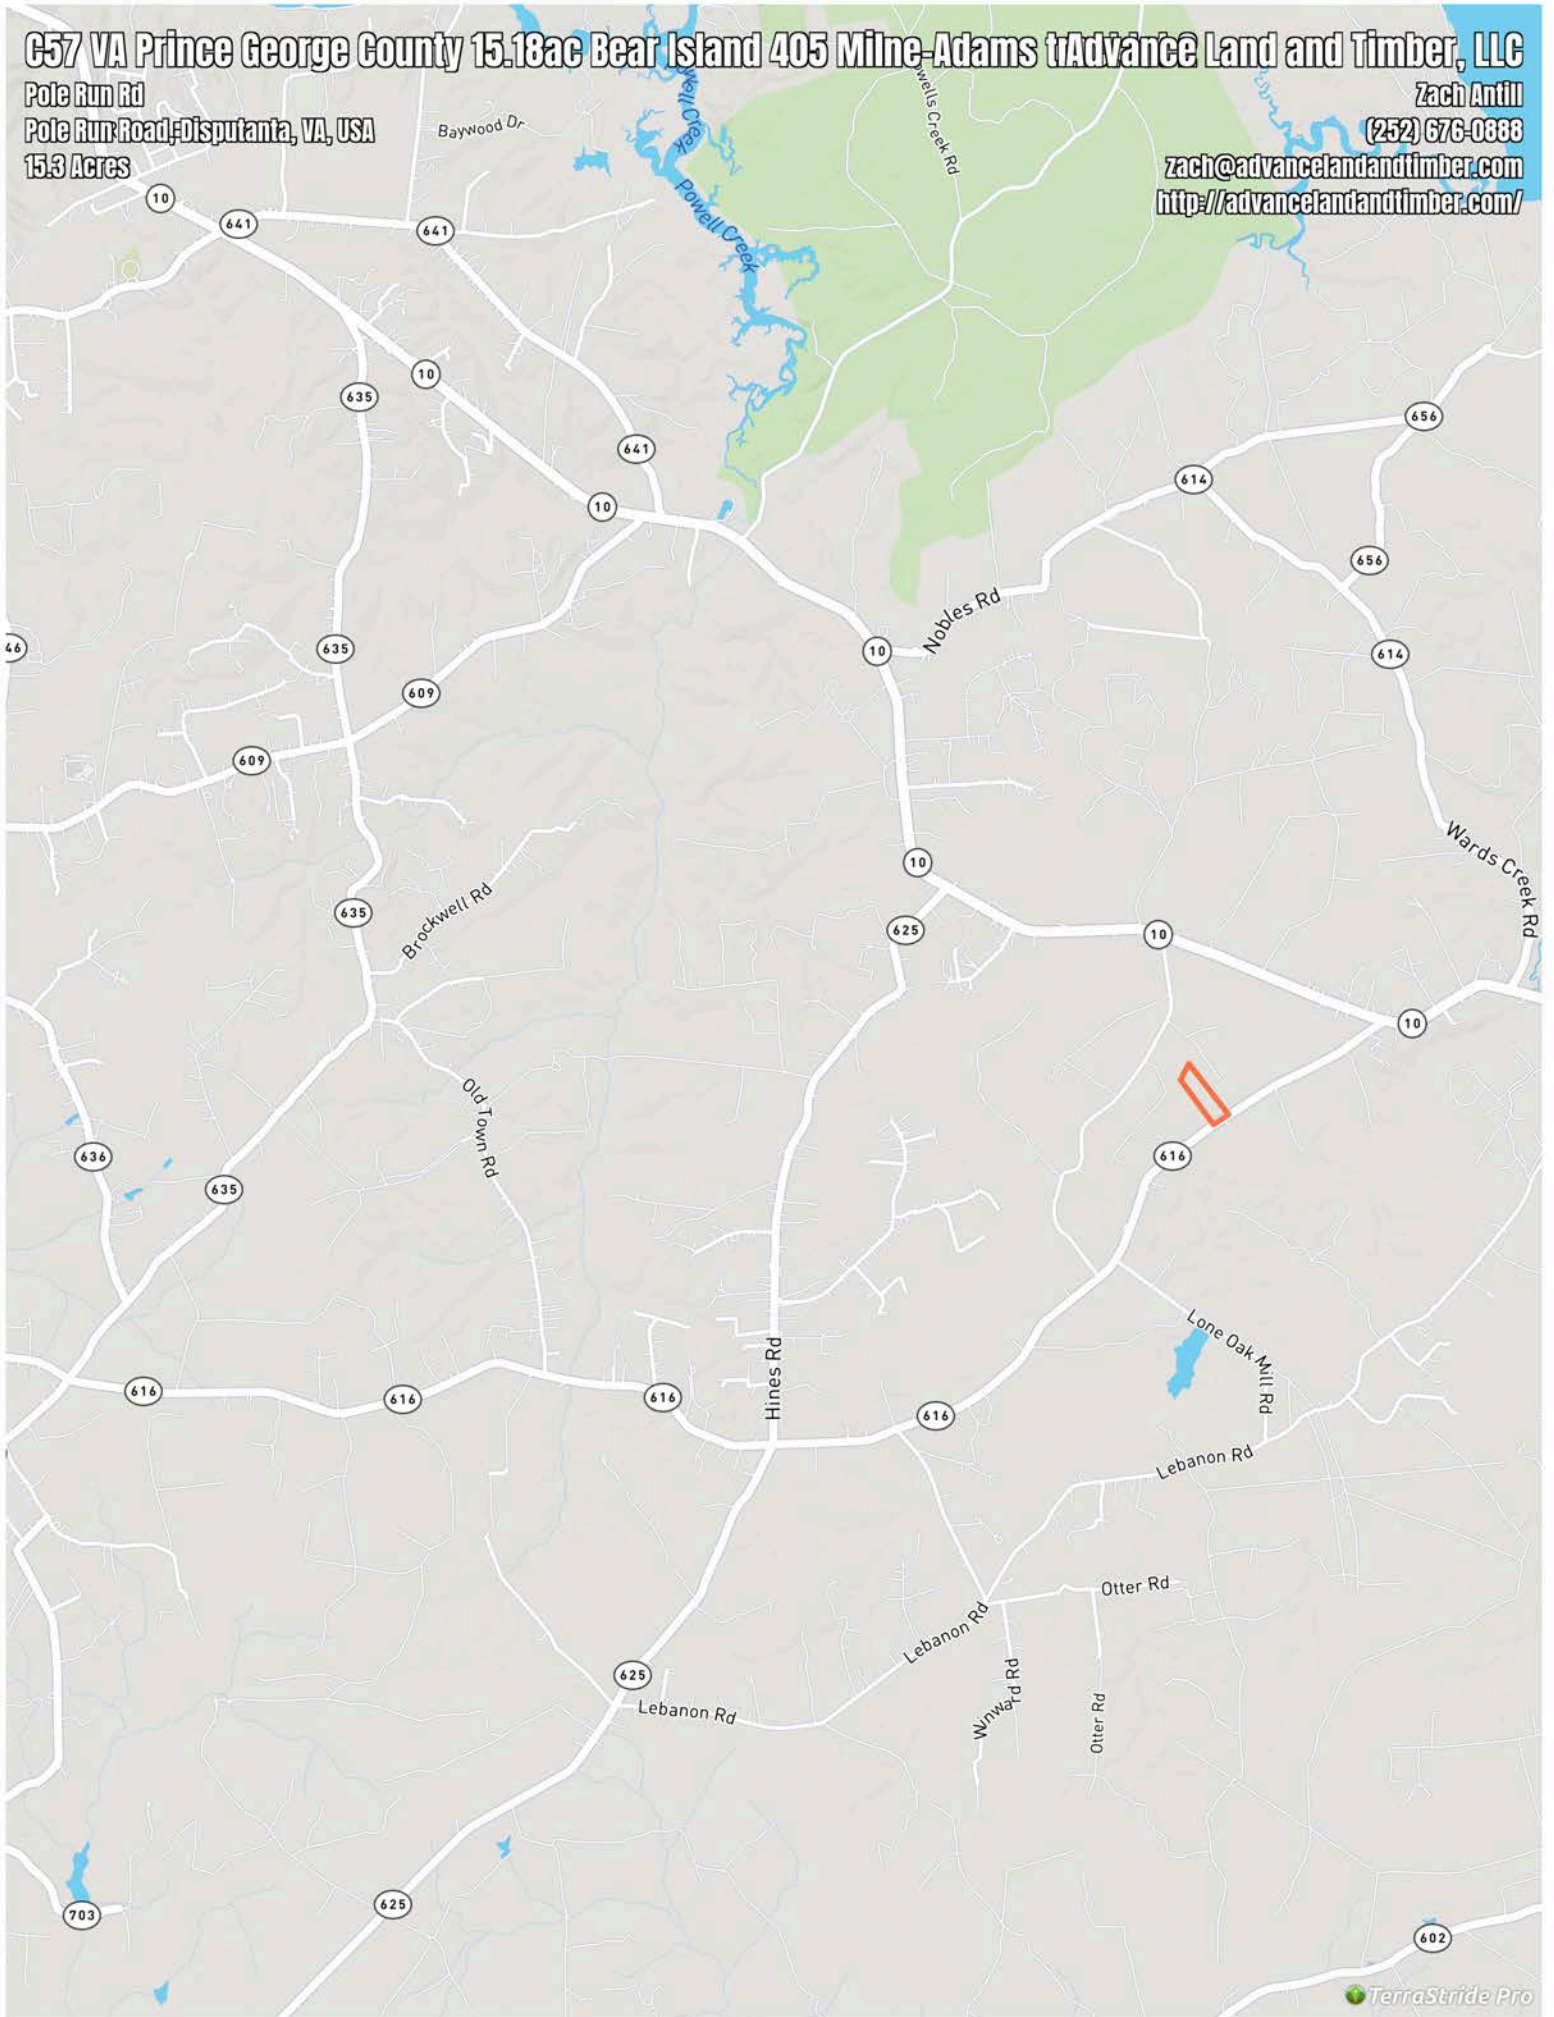 C57 VA Prince George County 15.18ac Bear Island 405 Milne-Adams
Advance Land and Timber, LLC
Pole Run Rd
Pole Run Road, Disputanta, VA, USA
15.3 Acres
Zach Antill
(252) 676-0888
zach@advancelandandtimber.com
http://advancelandandtimber.com/
Baywood Dr
Powell Creek
10
641
641
10
635
641
10
656
614
656
46
635
609
10
Nobles Rd
614
609
10
Wards Creek Rd
635
Brockwell Rd
625
10
10
Old Town Rd
636
635
616
Lone Oak Mill Rd
Hines Rd
616
616
616
616
Lebanon Rd
Otter Rd
Lebanon Rd
625
Lebanon Rd
Winward Rd
Otter Rd
703
625
602
TerraStride Pro